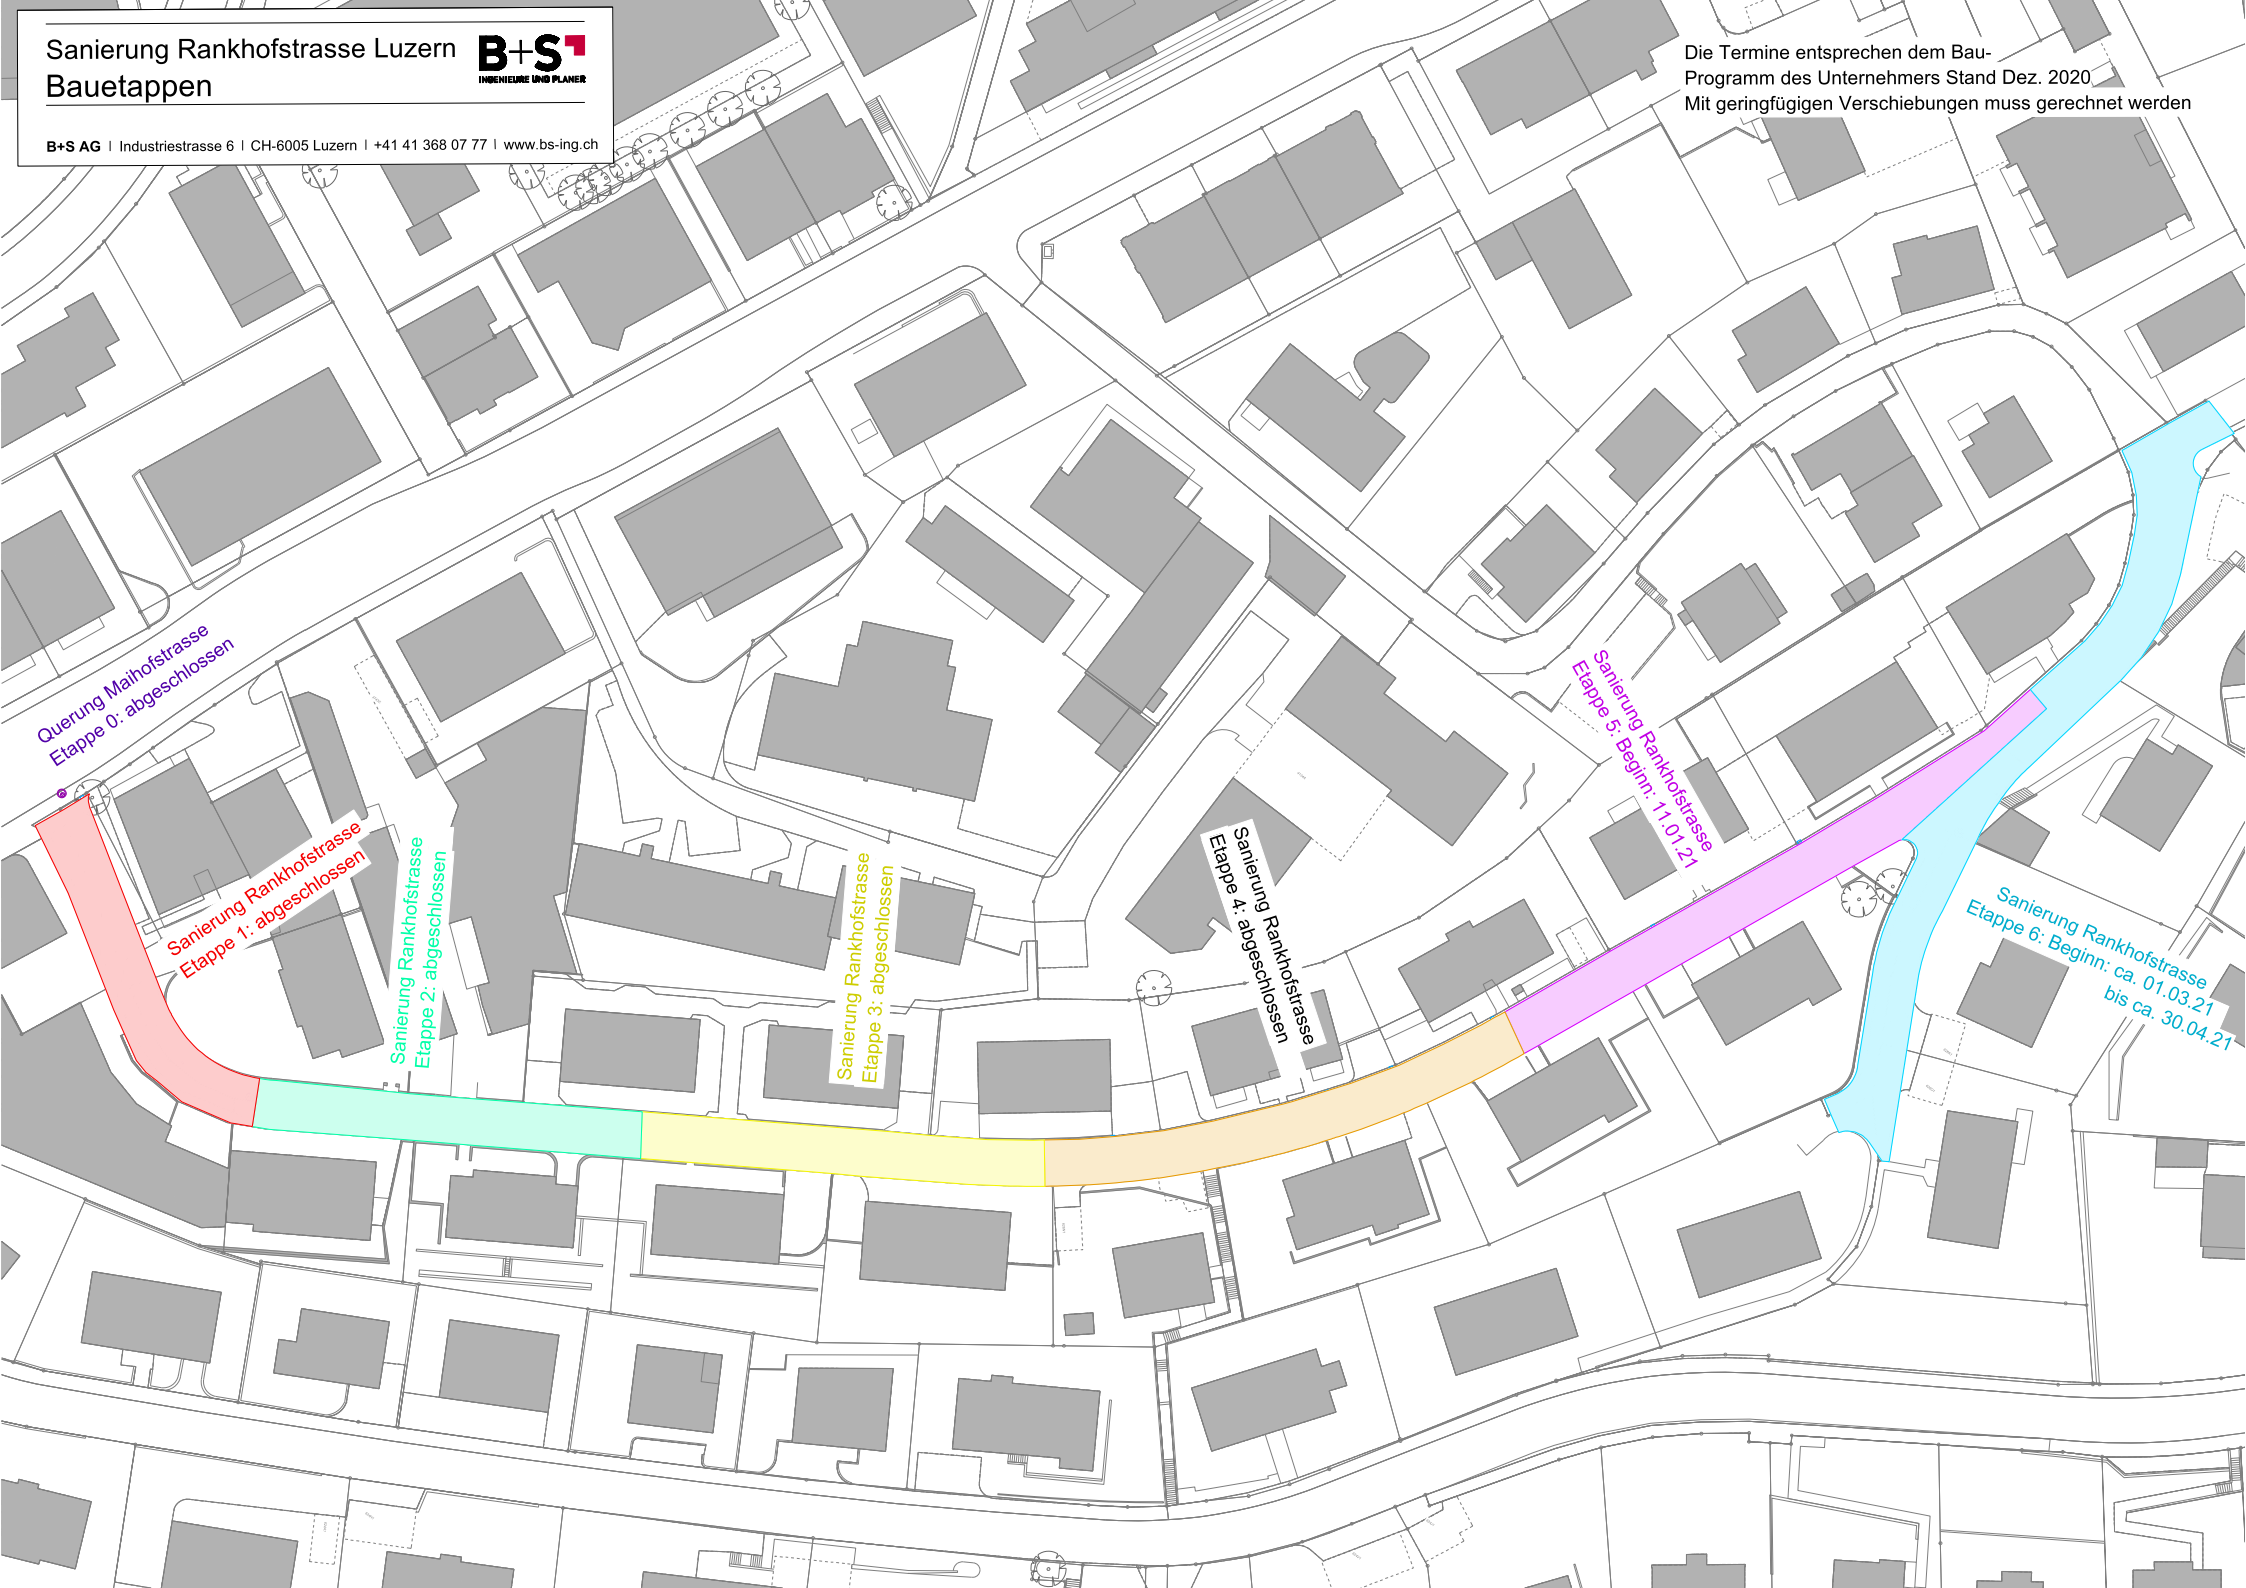 Sanierung Rankhofstrasse Luzern
Bauetappen
B+S
INGENIEURE UND PLANER
B+S AG | Industriestrasse 6 | CH-6005 Luzern | +41 41 368 07 77 | www.bs-ing.ch
Die Termine entsprechen dem Bau-
Programm des Unternehmers Stand Dez. 2020
Mit geringfügigen Verschiebungen muss gerechnet werden
Querung Maihofstrasse
Etappe 0: abgeschlossen
Sanierung Rankhofstrasse
Etappe 1: abgeschlossen
Sanierung Rankhofstrasse
Etappe 2: abgeschlossen
Sanierung Rankhofstrasse
Etappe 3: abgeschlossen
Sanierung Rankhofstrasse
Etappe 4: abgeschlossen
Sanierung Rankhofstrasse
Etappe 5: Beginn: 11.01.21
Sanierung Rankhofstrasse
Etappe 6: Beginn: ca. 01.03.21
bis ca. 30.04.21